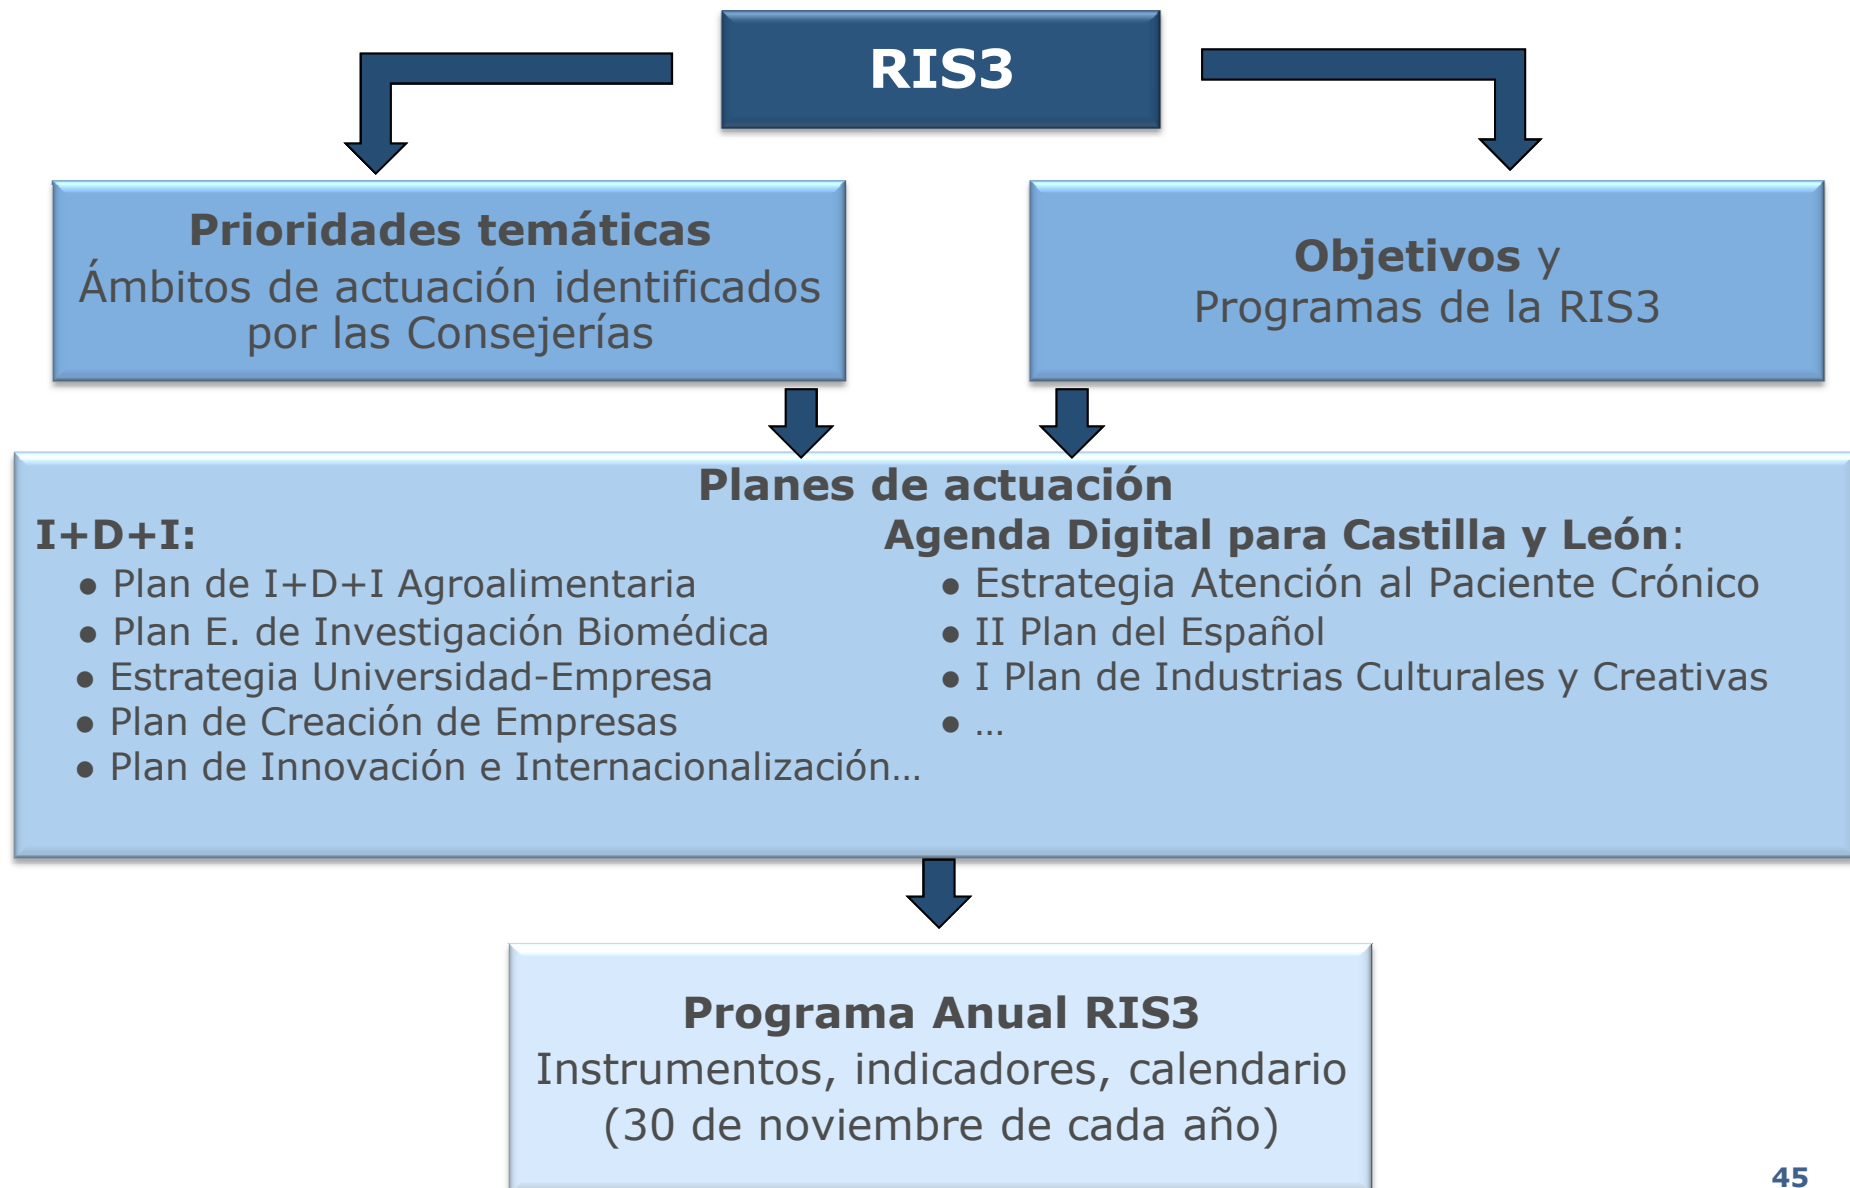 RIS3
Prioridades temáticas
Ámbitos de actuación identificados
por las Consejerías
Objetivos y
Programas de la RIS3
Planes de actuación
I+D+I:
● Plan de I+D+I Agroalimentaria
● Plan E. de Investigación Biomédica
● Estrategia Universidad-Empresa
● Plan de Creación de Empresas
● Plan de Innovación e Internacionalización…
Agenda Digital para Castilla y León:
● Estrategia Atención al Paciente Crónico
● II Plan del Español
● I Plan de Industrias Culturales y Creativas
● …
Programa Anual RIS3
Instrumentos, indicadores, calendario
(30 de noviembre de cada año)
45